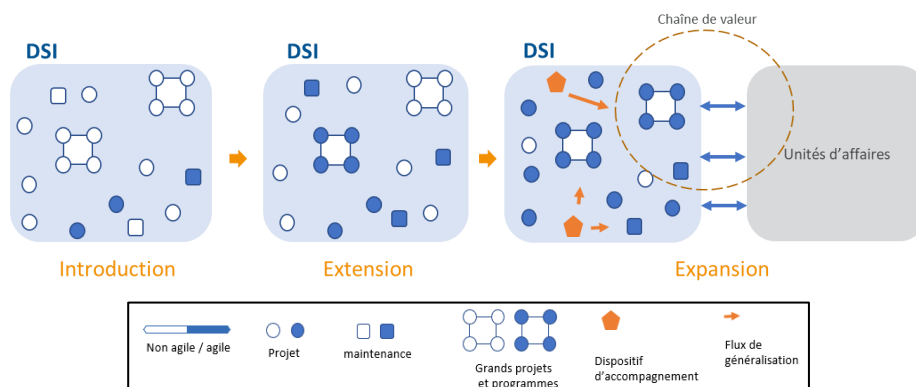 Chaîne de valeur
DSI
DSI
DSI
Unités d’affaires
Introduction
Extension
Expansion
Non agile / agile
Projet
maintenance
Grands projets
et programmes
Dispositif
d’accompagnement
Flux de
généralisation